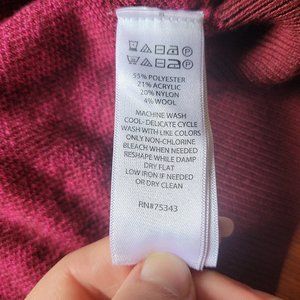 55% POLYESTER
21% ACRYLIC
20% NYLON
4% WOOL
MACHINE WASH
COOL-DELICATE CYCLE
WASH WITH LIKE COLORS
ONLY NON-CHLORINE
BLEACH WHEN NEEDED
RESHAPE WHILE DAMP
DRY FLAT
LOW IRON IF NEEDED
OR DRY CLEAN
RN#75343